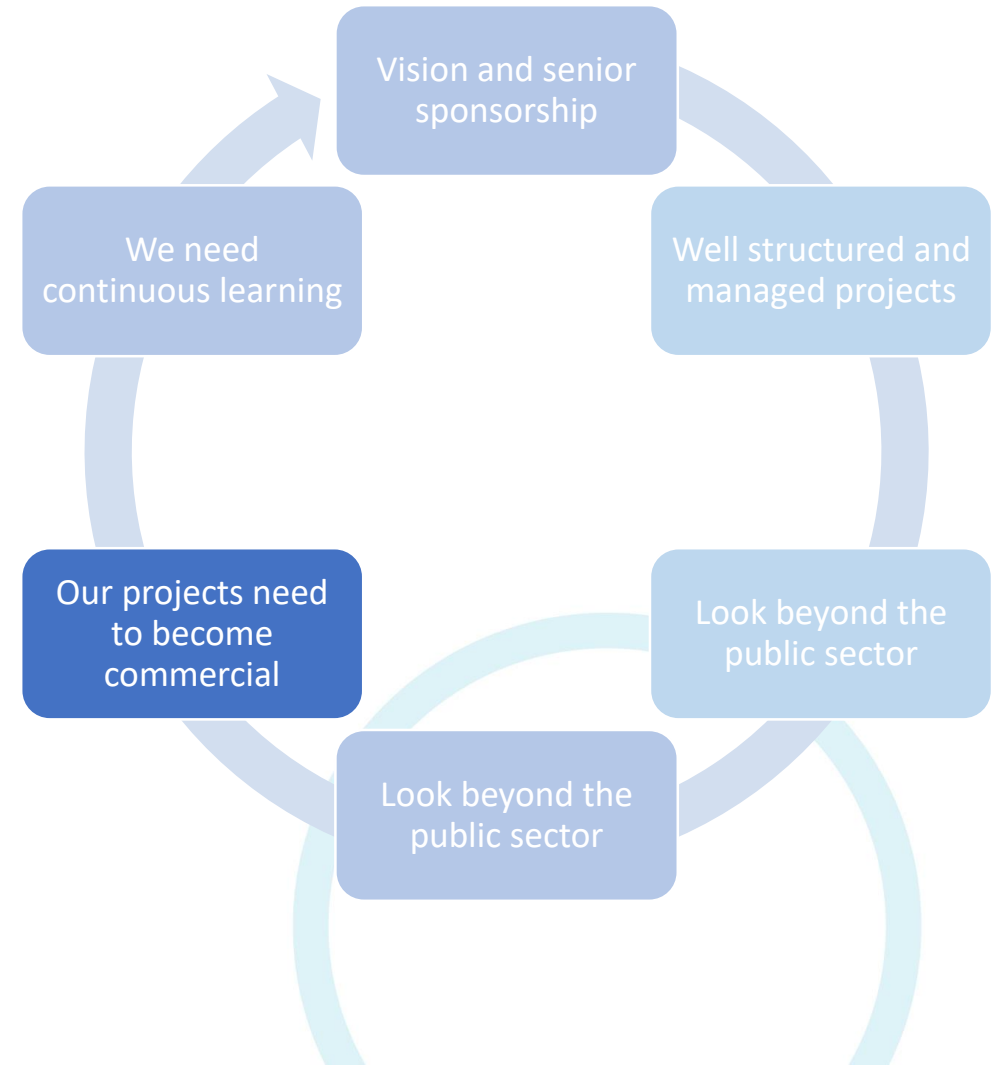 Vision and senior
sponsorship
Well structured and
managed projects
Look beyond the
public sector
Look beyond the
public sector
Our projects need
to become
commercial
We need
continuous learning